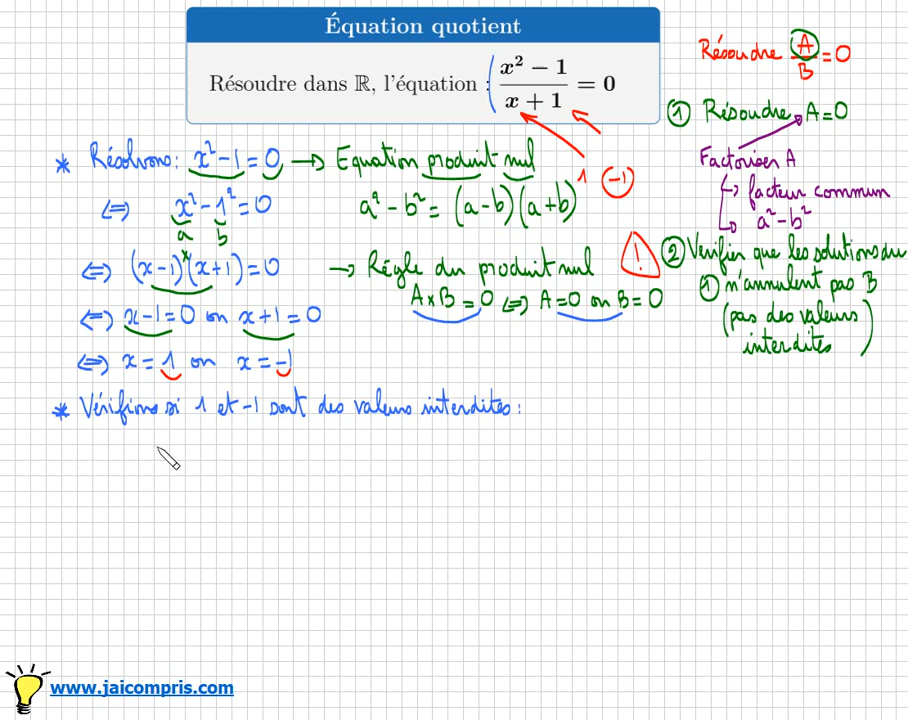 Équation quotient
Résoudre dans ℝ, l'équation : (x² − 1)/(x + 1) = 0
1 (-1)
Résoudre A/B = 0
① Résoudre A=0
Factoriser A
↳ facteur commun
↳ a² - b²
② Vérifier que les solutions du
① n'annulent pas B
(pas des valeurs
interdites)
* Résolvons : x² - 1 = 0 → Equation produit nul
⟺ x² - 1² = 0 a² - b² = (a-b)(a+b)
a b
⟺ (x-1)×(x+1) = 0 → Régle du produit nul !
A × B = 0 ⟺ A=0 ou B=0
⟺ x-1=0 ou x+1=0
⟺ x = 1 ou x = -1
* Vérifions si 1 et -1 sont des valeurs interdites :
www.jaicompris.com